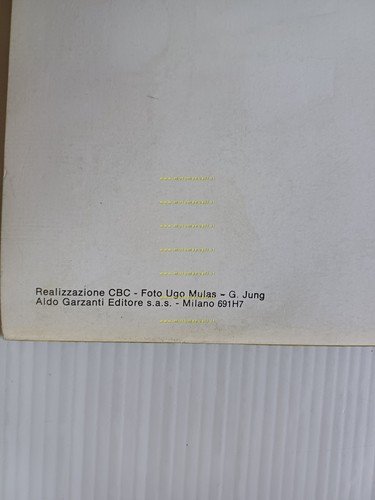 Realizzazione CBC - Foto Ugo Mulas - G. Jung
Aldo Garzanti Editore s.a.s. - Milano 691H7